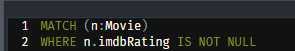 1 MATCH (n:Movie)
2 WHERE n.imdbRating IS NOT NULL